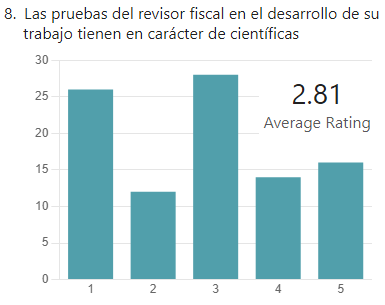 8. Las pruebas del revisor fiscal en el desarrollo de su
trabajo tienen en carácter de científicas
30
25
20
15
10
5
0
2.81
Average Rating
1 2 3 4 5